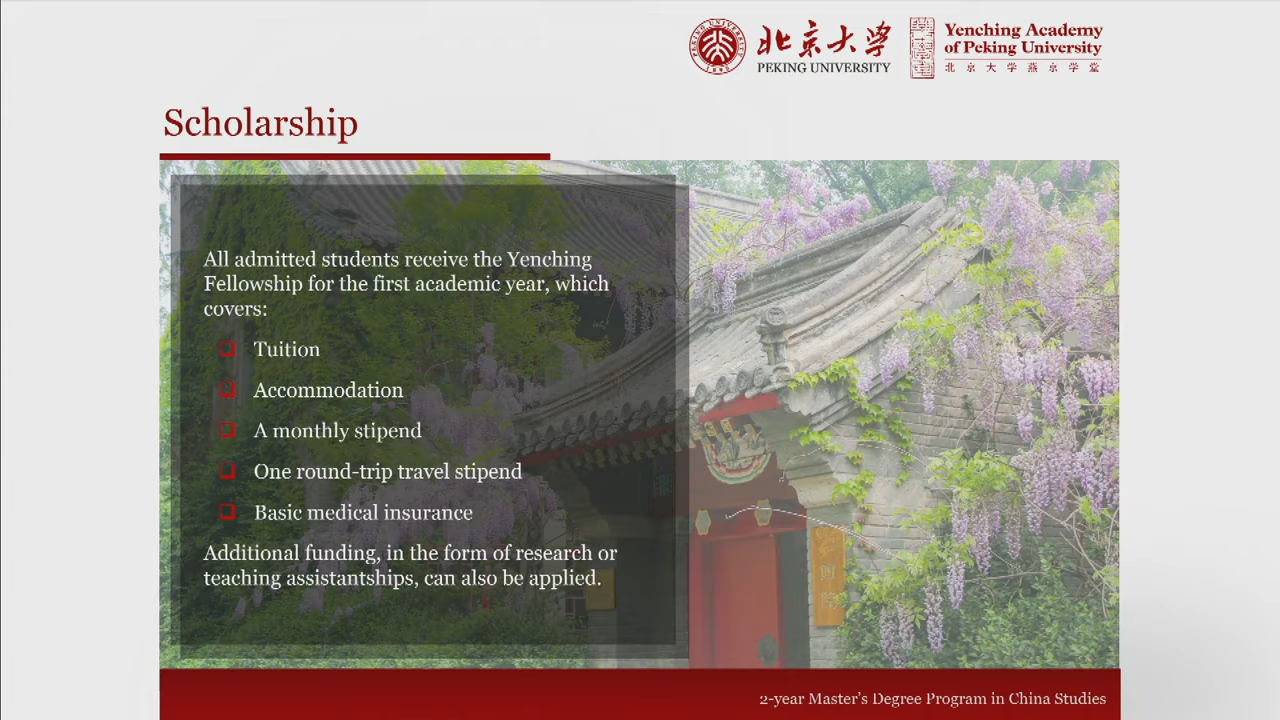 北京大学
PEKING UNIVERSITY
Yenching Academy
of Peking University
北京大学燕京学堂
Scholarship
All admitted students receive the Yenching
Fellowship for the first academic year, which
covers:
Tuition
Accommodation
A monthly stipend
One round-trip travel stipend
Basic medical insurance
Additional funding, in the form of research or
teaching assistantships, can also be applied.
2-year Master's Degree Program in China Studies